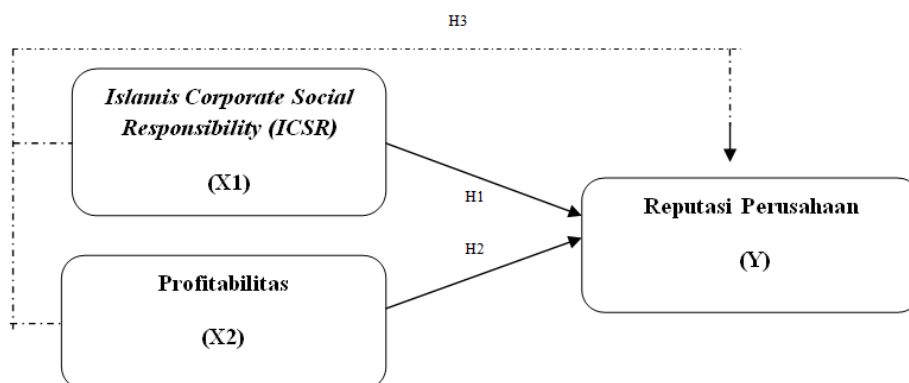 H3
Islamis Corporate Social
Responsibility (ICSR)
(X1)
H1
Reputasi Perusahaan
(Y)
H2
Profitabilitas
(X2)